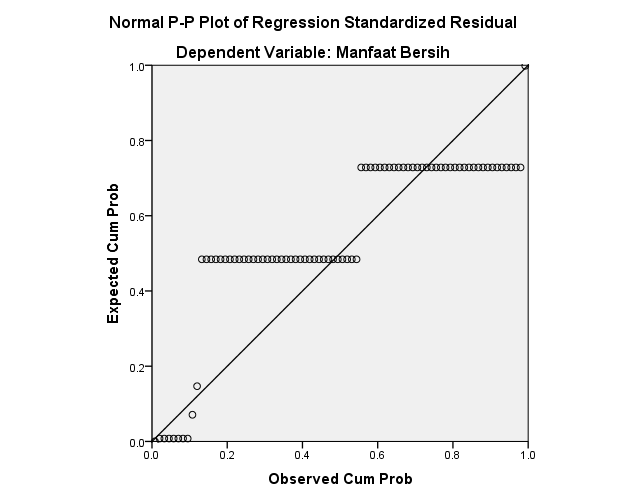 Normal P-P Plot of Regression Standardized Residual
Dependent Variable: Manfaat Bersih
1.0
0.8
0.6
0.4
0.2
0.0
Expected Cum Prob
0.0 0.2 0.4 0.6 0.8 1.0
Observed Cum Prob